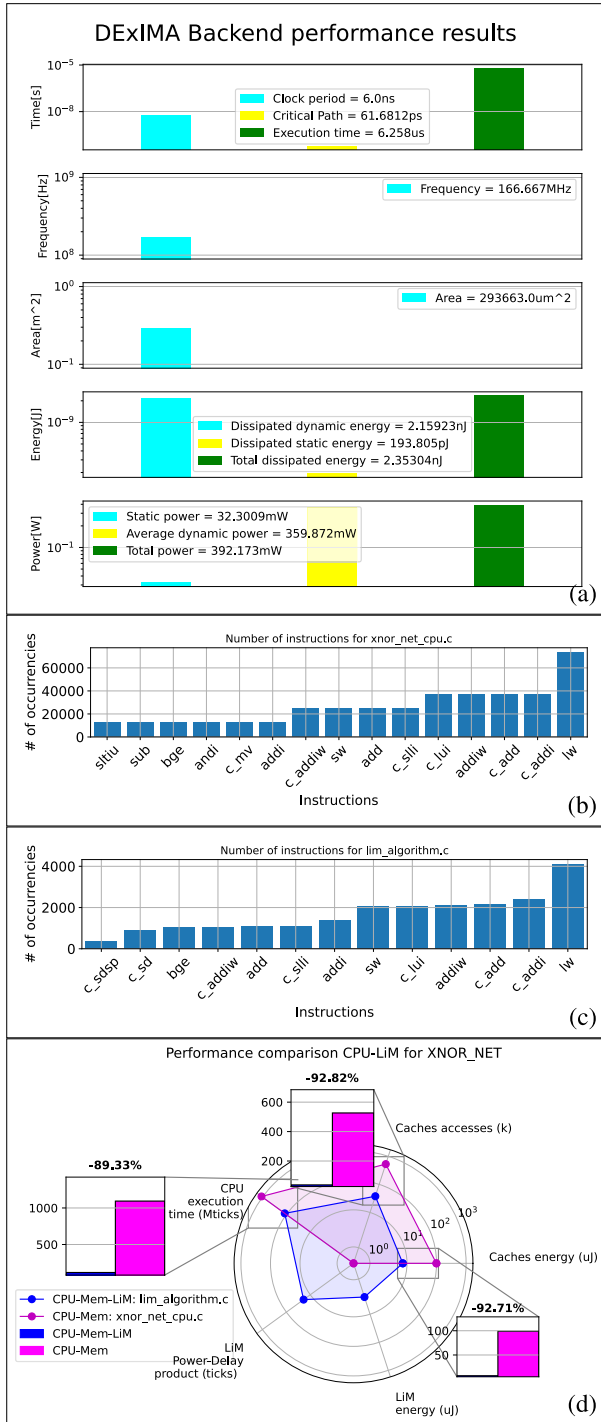 DExIMA Backend performance results
10^-5
10^-8
Time[s]
Clock period = 6.0ns
Critical Path = 61.6812ps
Execution time = 6.258us
10^9
10^8
Frequency[Hz]
Frequency = 166.667MHz
10^0
10^-1
Area[m^2]
Area = 293663.0um^2
10^-9
Energy[J]
Dissipated dynamic energy = 2.15923nJ
Dissipated static energy = 193.805pJ
Total dissipated energy = 2.35304nJ
10^-1
Power[W]
Static power = 32.3009mW
Average dynamic power = 359.872mW
Total power = 392.173mW
(a)
Number of instructions for xnor_net_cpu.c
60000
40000
20000
0
# of occurrencies
sltiu
sub
bge
andi
c_mv
addi
c_addiw
sw
add
c_slli
c_lui
addiw
c_add
c_addi
lw
Instructions
(b)
Number of instructions for lim_algorithm.c
4000
2000
0
# of occurrencies
c_sdsp
c_sd
bge
c_addiw
add
c_slli
addi
sw
c_lui
addiw
c_add
c_addi
lw
Instructions
(c)
Performance comparison CPU-LiM for XNOR_NET
-92.82%
600
400
200
Caches accesses (k)
-89.33%
1000
500
CPU
execution
time (Mticks)
10^0
10^1
10^2
10^3
Caches energy (uJ)
CPU-Mem-LiM: lim_algorithm.c
CPU-Mem: xnor_net_cpu.c
CPU-Mem-LiM
CPU-Mem
-92.71%
100
50
LiM
Power-Delay
product (ticks)
LiM
energy (uJ)
(d)